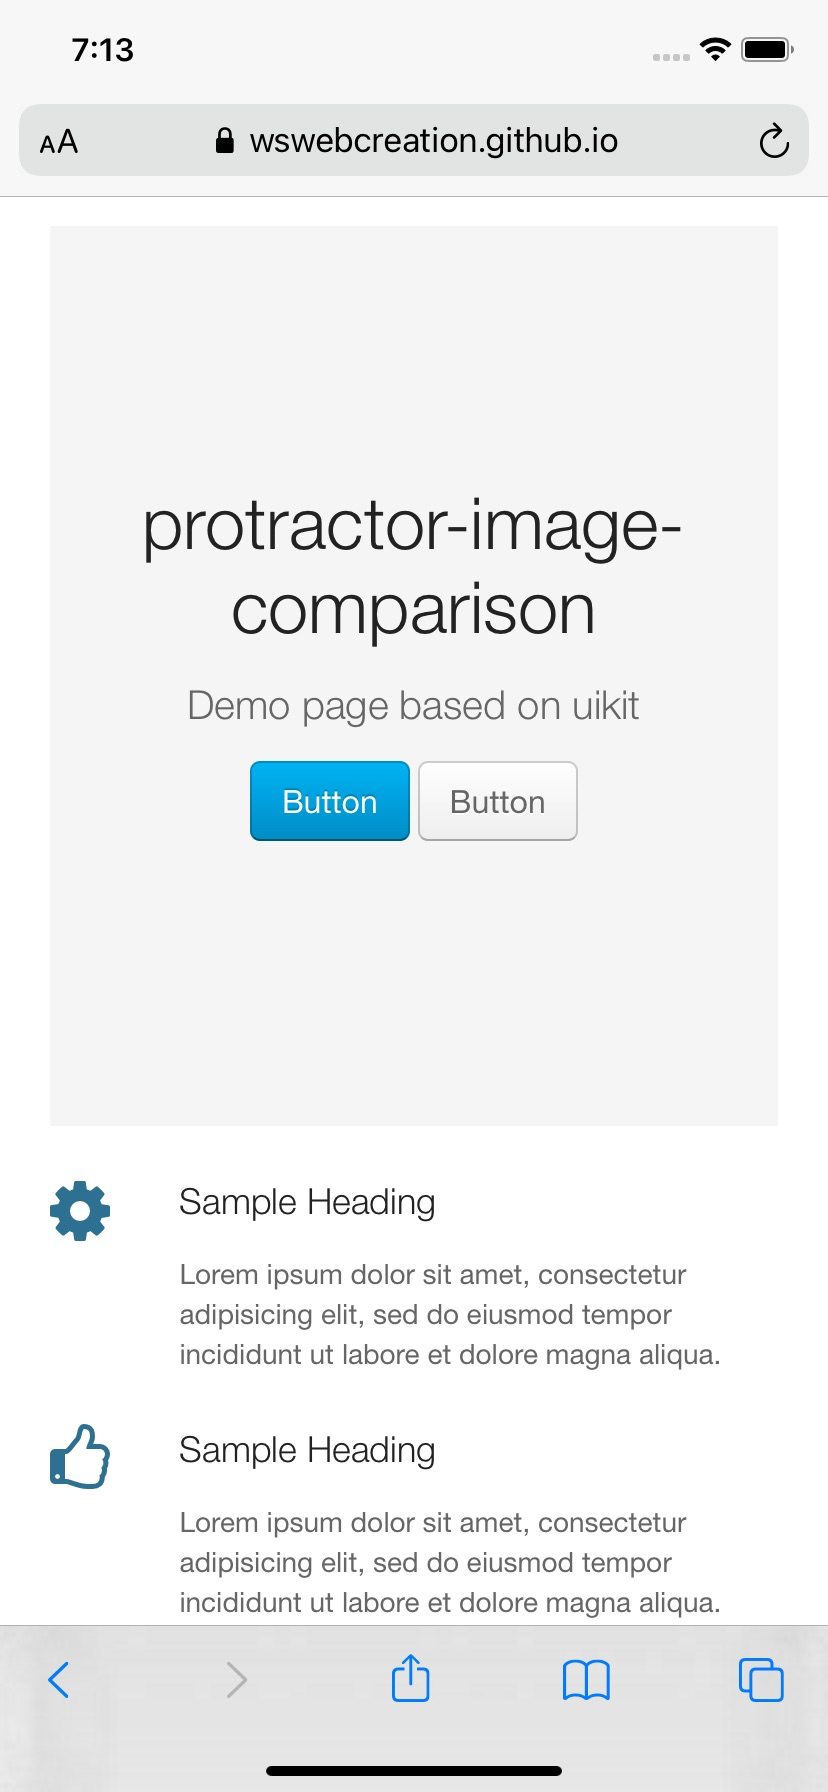 7:13
AA wswebcreation.github.io
protractor-image-
comparison
Demo page based on uikit
Button Button
Sample Heading
Lorem ipsum dolor sit amet, consectetur
adipisicing elit, sed do eiusmod tempor
incididunt ut labore et dolore magna aliqua.
Sample Heading
Lorem ipsum dolor sit amet, consectetur
adipisicing elit, sed do eiusmod tempor
incididunt ut labore et dolore magna aliqua.